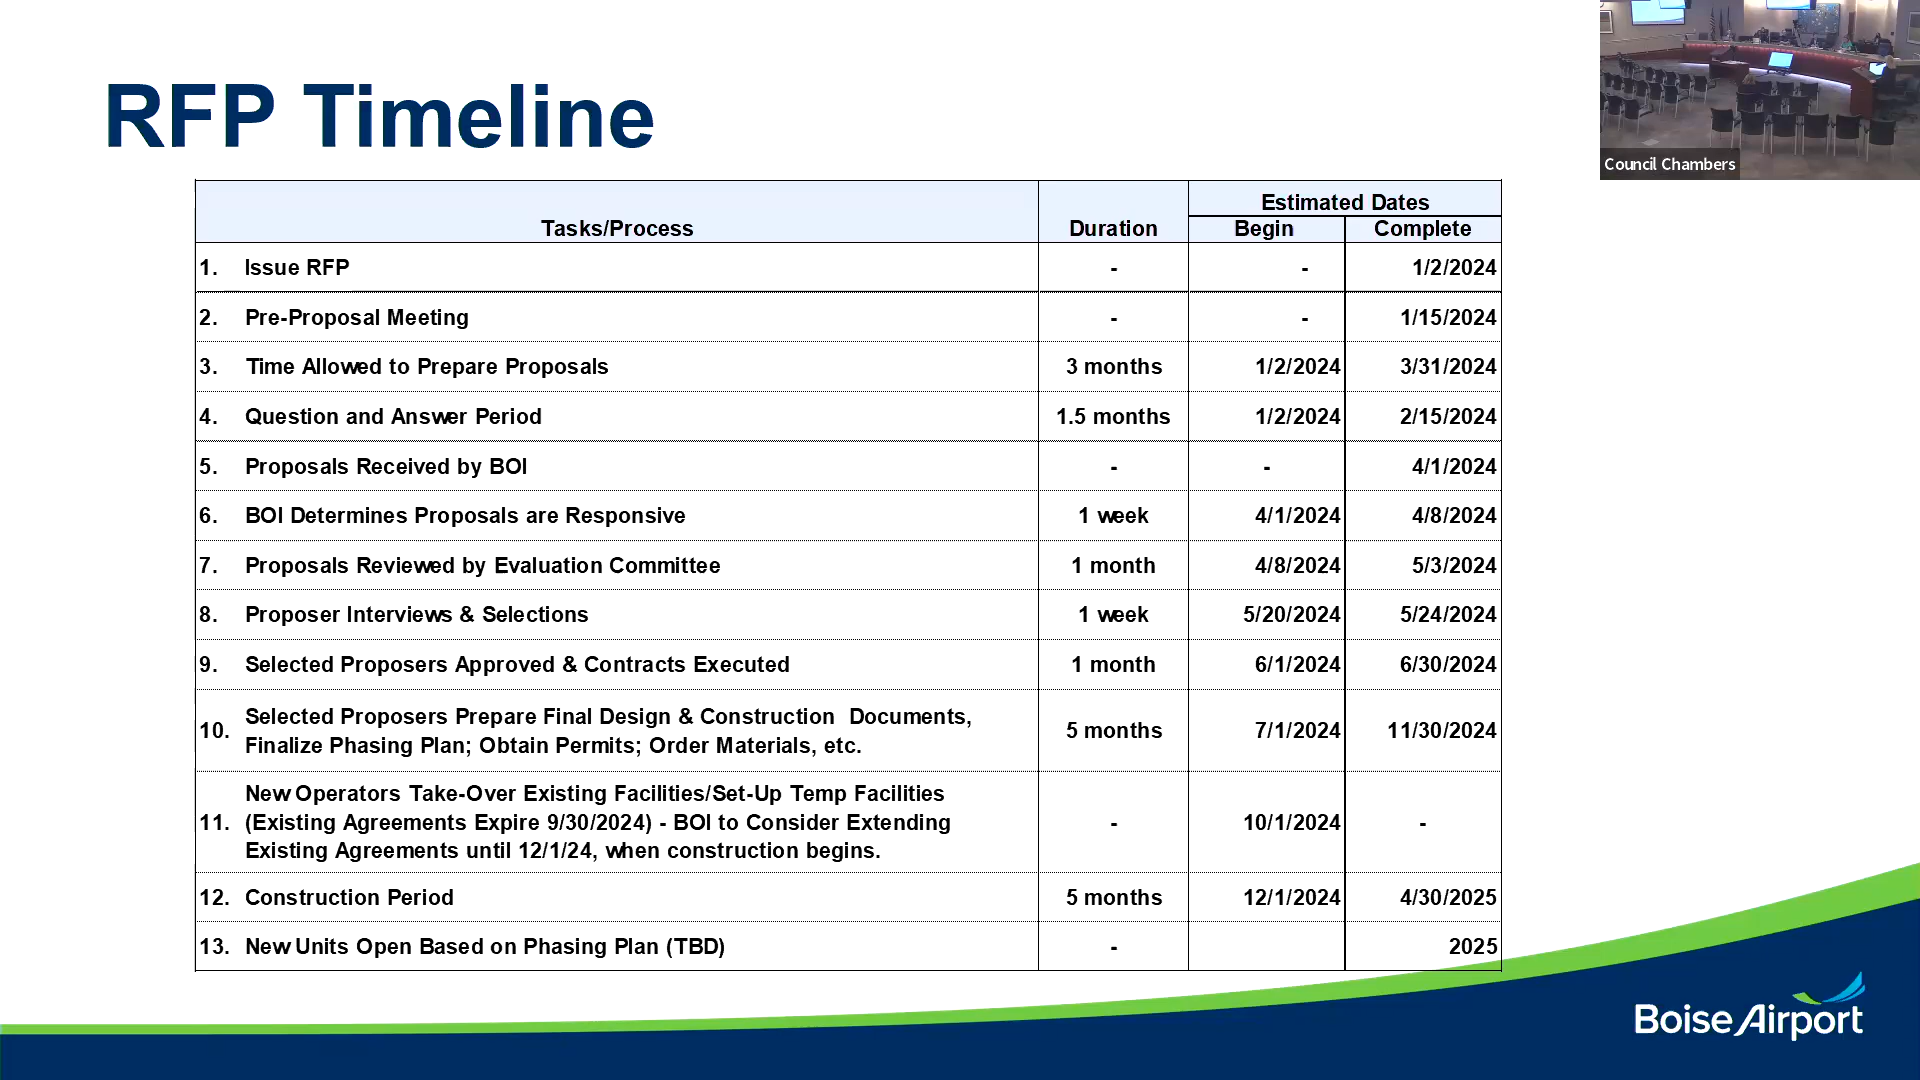 RFP Timeline
Council Chambers
Tasks/Process Duration Estimated Dates
Begin Complete
1. Issue RFP - - 1/2/2024
2. Pre-Proposal Meeting - - 1/15/2024
3. Time Allowed to Prepare Proposals 3 months 1/2/2024 3/31/2024
4. Question and Answer Period 1.5 months 1/2/2024 2/15/2024
5. Proposals Received by BOI - - 4/1/2024
6. BOI Determines Proposals are Responsive 1 week 4/1/2024 4/8/2024
7. Proposals Reviewed by Evaluation Committee 1 month 4/8/2024 5/3/2024
8. Proposer Interviews & Selections 1 week 5/20/2024 5/24/2024
9. Selected Proposers Approved & Contracts Executed 1 month 6/1/2024 6/30/2024
10. Selected Proposers Prepare Final Design & Construction Documents,
Finalize Phasing Plan; Obtain Permits; Order Materials, etc. 5 months 7/1/2024 11/30/2024
New Operators Take-Over Existing Facilities/Set-Up Temp Facilities
11. (Existing Agreements Expire 9/30/2024) - BOI to Consider Extending - 10/1/2024 -
Existing Agreements until 12/1/24, when construction begins.
12. Construction Period 5 months 12/1/2024 4/30/2025
13. New Units Open Based on Phasing Plan (TBD) - 2025
Boise Airport